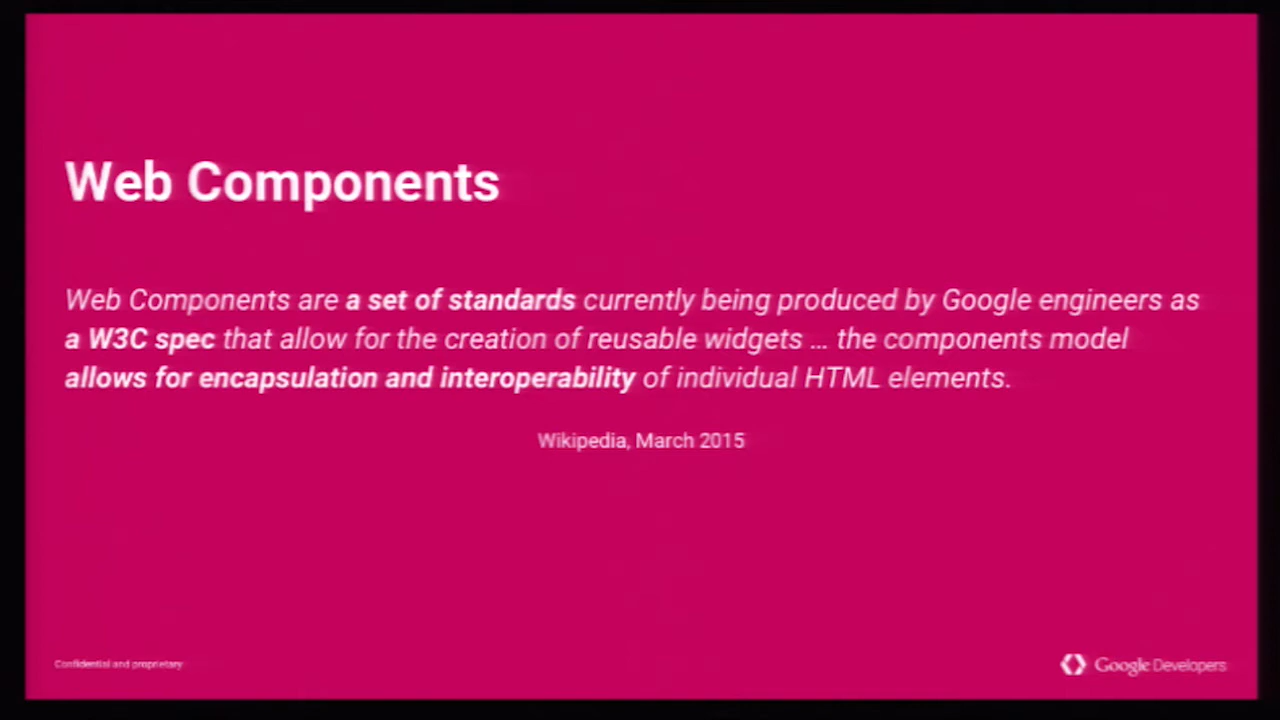 Web Components
Web Components are a set of standards currently being produced by Google engineers as
a W3C spec that allow for the creation of reusable widgets … the components model
allows for encapsulation and interoperability of individual HTML elements.
Wikipedia, March 2015
Confidential and proprietary
Google Developers